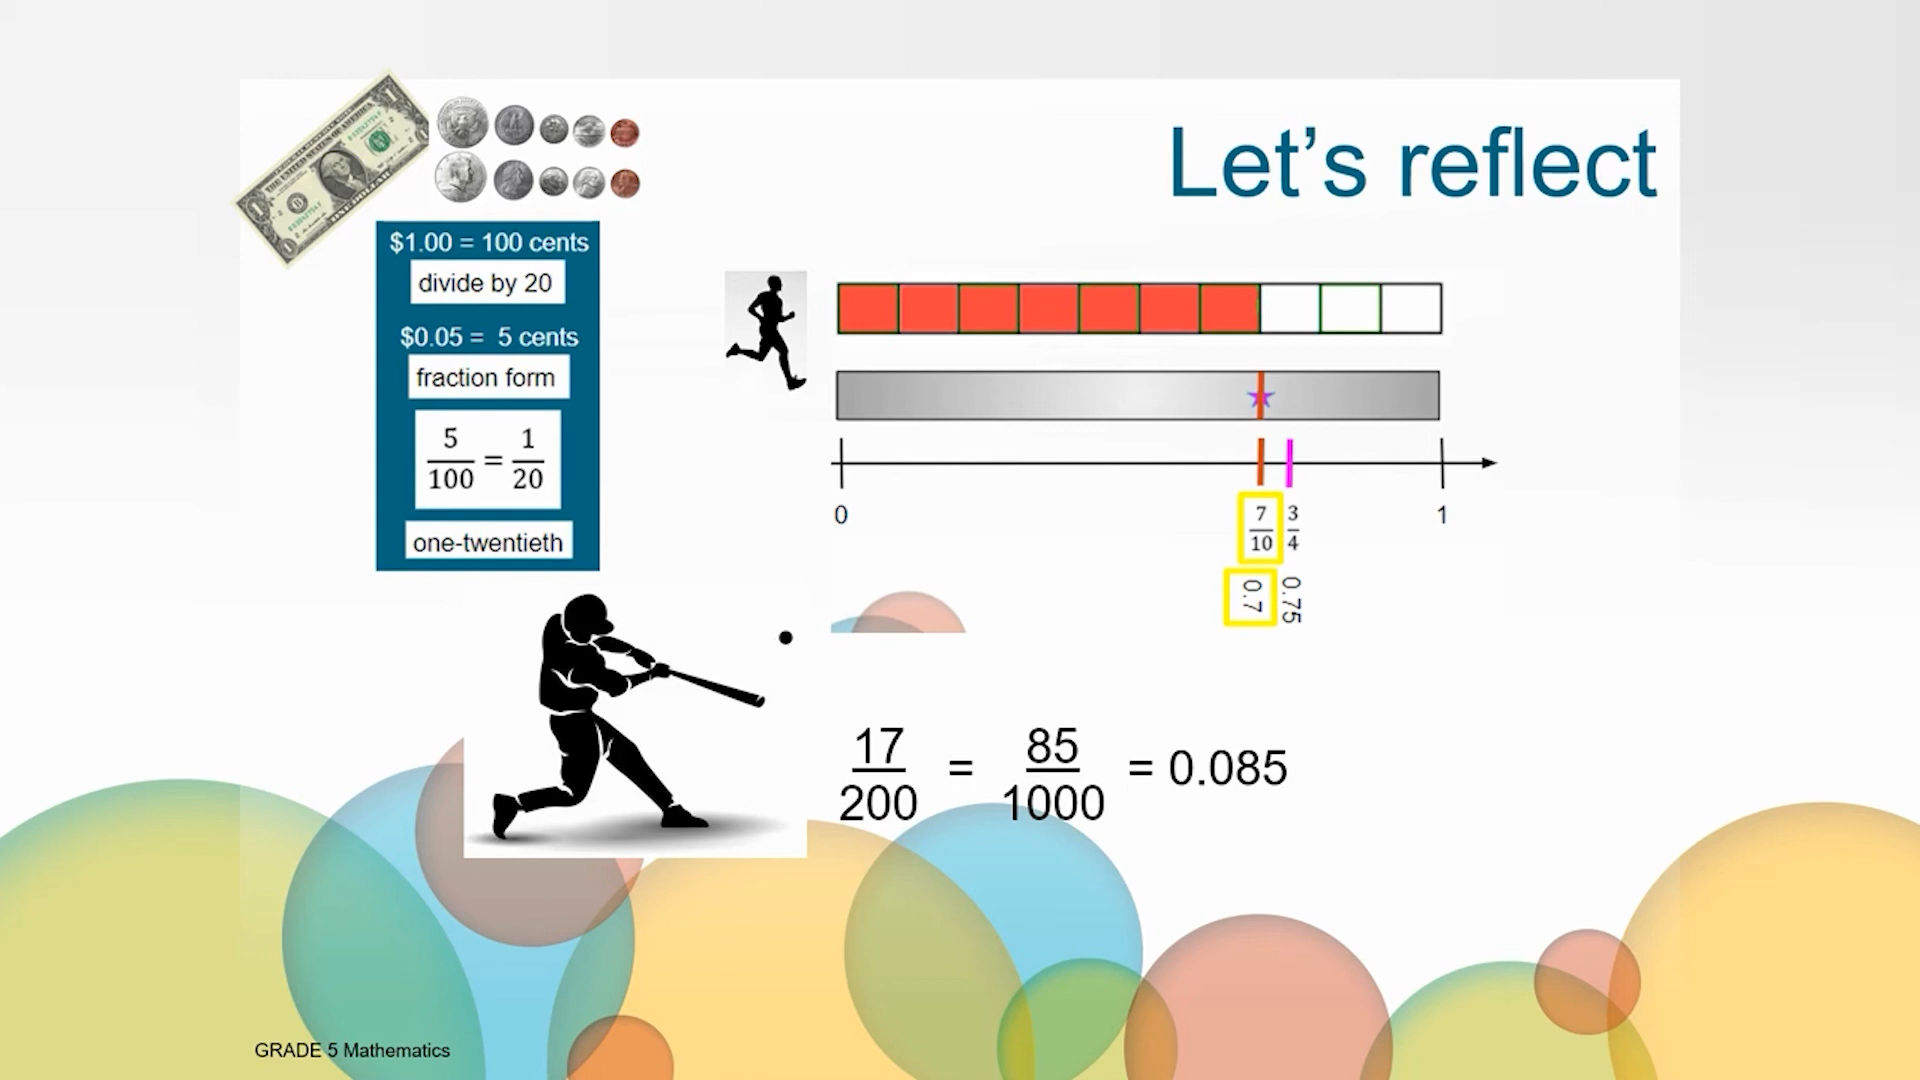 Let's reflect
$1.00 = 100 cents
divide by 20
$0.05 = 5 cents
fraction form
5/100 = 1/20
one-twentieth
0
7/10
3/4
1
0.7
0.75
17/200 = 85/1000 = 0.085
GRADE 5 Mathematics